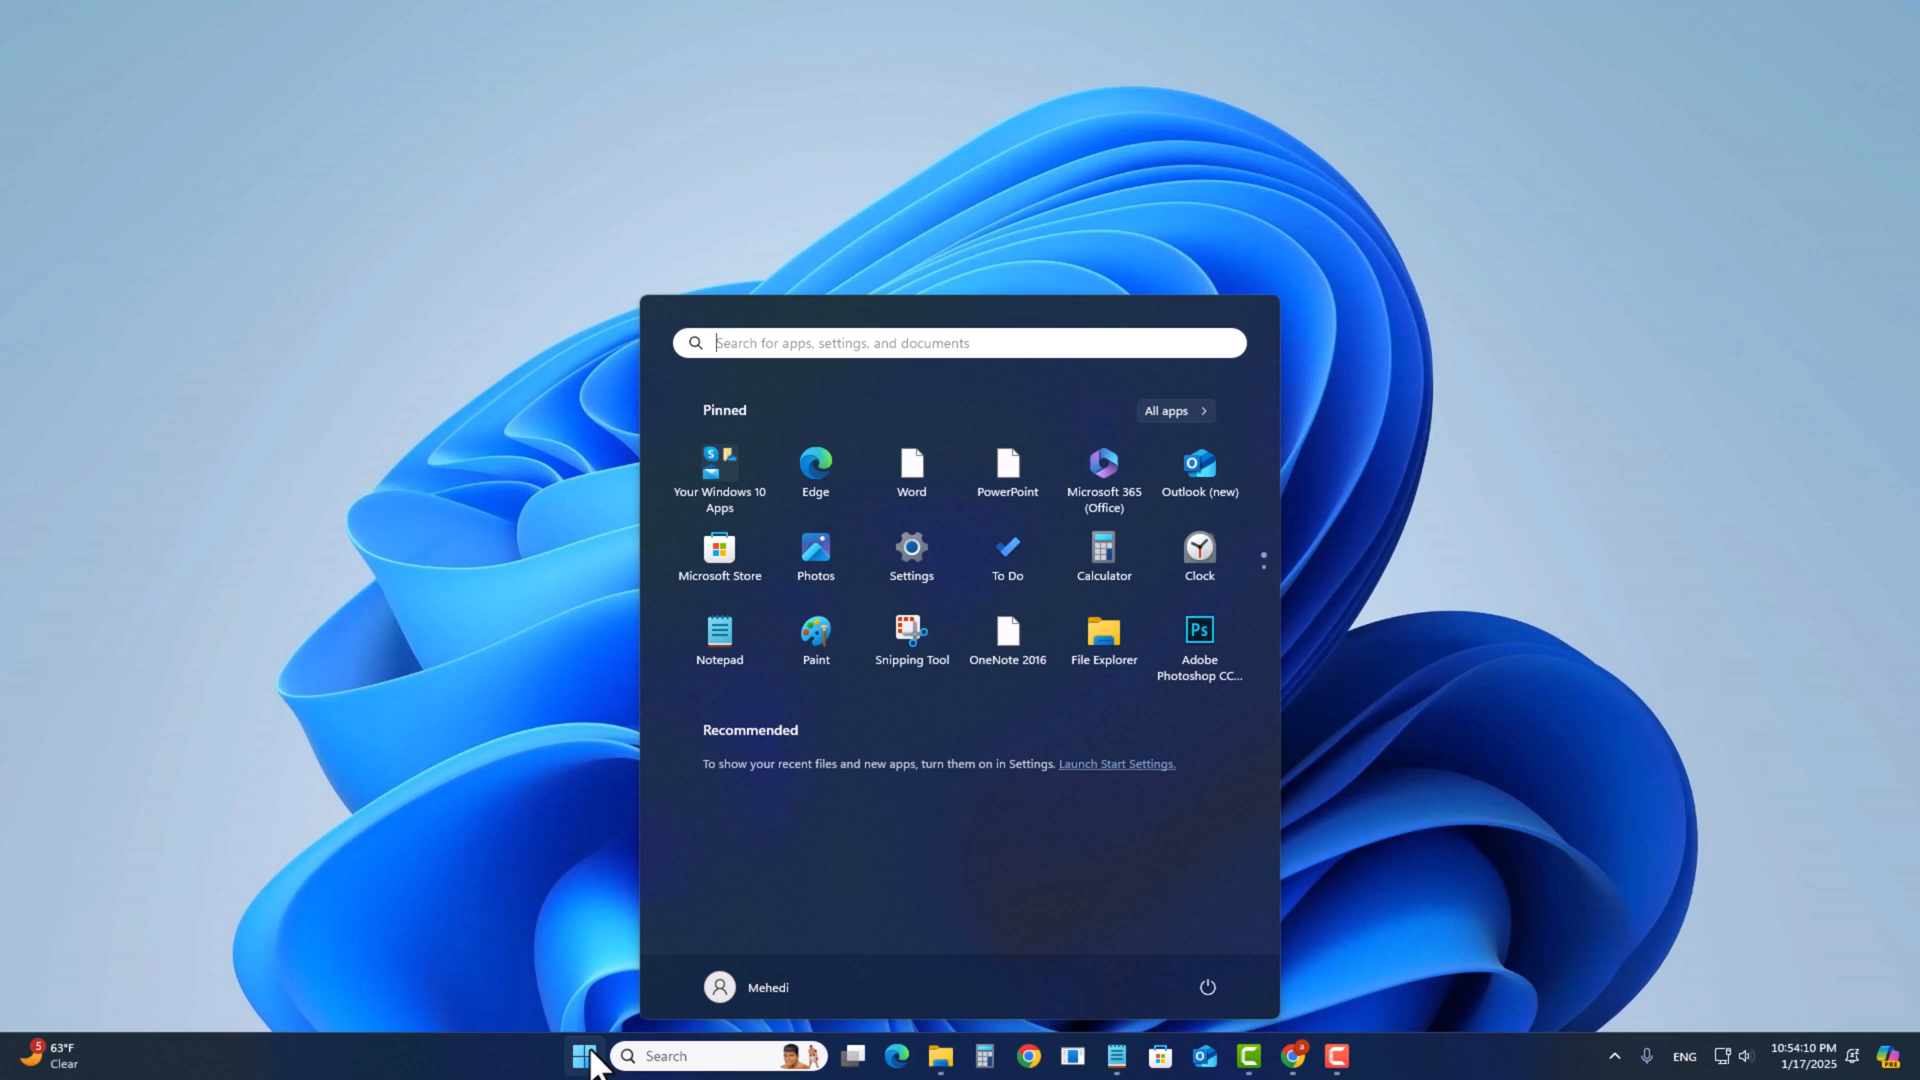 Search for apps, settings, and documents
Pinned
All apps
Your Windows 10
Apps
Edge
Word
PowerPoint
Microsoft 365
(Office)
Outlook (new)
Microsoft Store
Photos
Settings
To Do
Calculator
Clock
Notepad
Paint
Snipping Tool
OneNote 2016
File Explorer
Ps
Adobe
Photoshop CC...
Recommended
To show your recent files and new apps, turn them on in Settings. Launch Start Settings.
Mehedi
5
63°F
Clear
Search
a
ENG
10:54:10 PM
1/17/2025
PRE